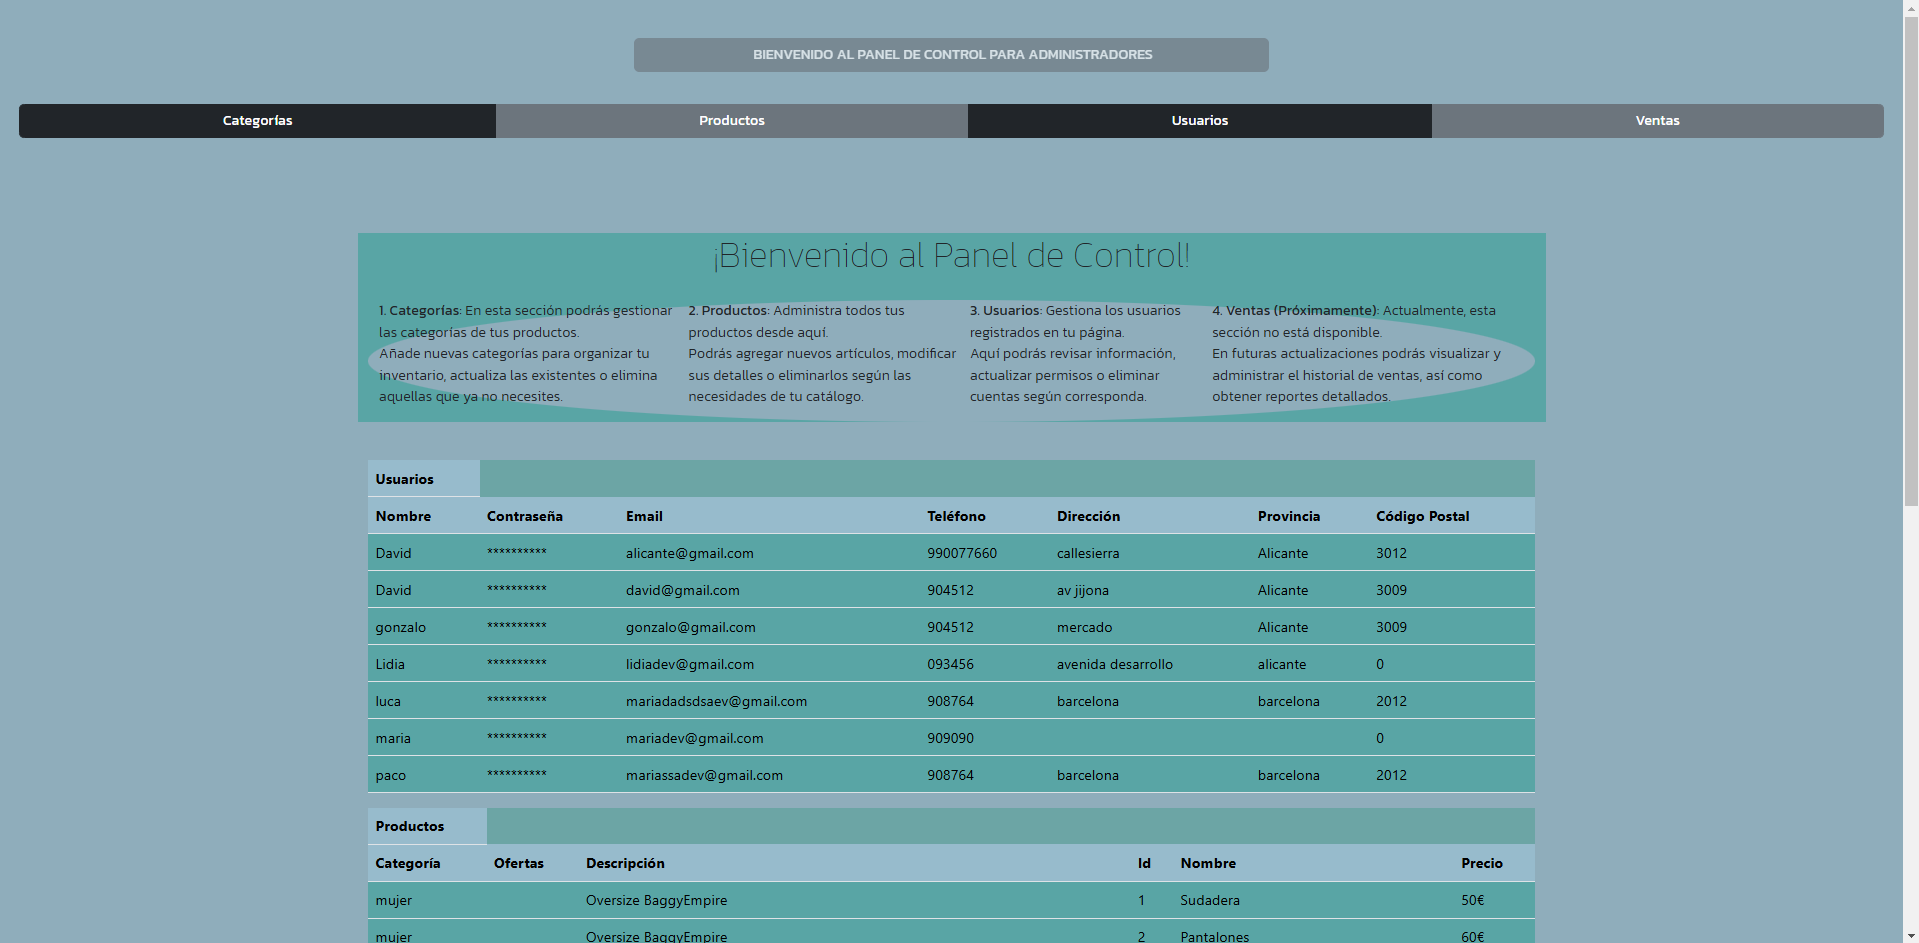 BIENVENIDO AL PANEL DE CONTROL PARA ADMINISTRADORES
Categorías Productos Usuarios Ventas
¡Bienvenido al Panel de Control!
1. Categorías: En esta sección podrás gestionar
las categorías de tus productos.
Añade nuevas categorías para organizar tu
inventario, actualiza las existentes o elimina
aquellas que ya no necesites.
2. Productos: Administra todos tus
productos desde aquí.
Podrás agregar nuevos artículos, modificar
sus detalles o eliminarlos según las
necesidades de tu catálogo.
3. Usuarios: Gestiona los usuarios
registrados en tu página.
Aquí podrás revisar información,
actualizar permisos o eliminar
cuentas según corresponda.
4. Ventas (Próximamente): Actualmente, esta
sección no está disponible.
En futuras actualizaciones podrás visualizar y
administrar el historial de ventas, así como
obtener reportes detallados.
Usuarios
Nombre Contraseña Email Teléfono Dirección Provincia Código Postal
David ********** alicante@gmail.com 990077660 callesierra Alicante 3012
David ********** david@gmail.com 904512 av jijona Alicante 3009
gonzalo ********** gonzalo@gmail.com 904512 mercado Alicante 3009
Lidia ********** lidiadev@gmail.com 093456 avenida desarrollo alicante 0
luca ********** mariadadsdsaev@gmail.com 908764 barcelona barcelona 2012
maria ********** mariadev@gmail.com 909090 0
paco ********** mariassadev@gmail.com 908764 barcelona barcelona 2012
Productos
Categoría Ofertas Descripción Id Nombre Precio
mujer Oversize BaggyEmpire 1 Sudadera 50€
mujer Oversize BaggyEmpire 2 Pantalones 60€